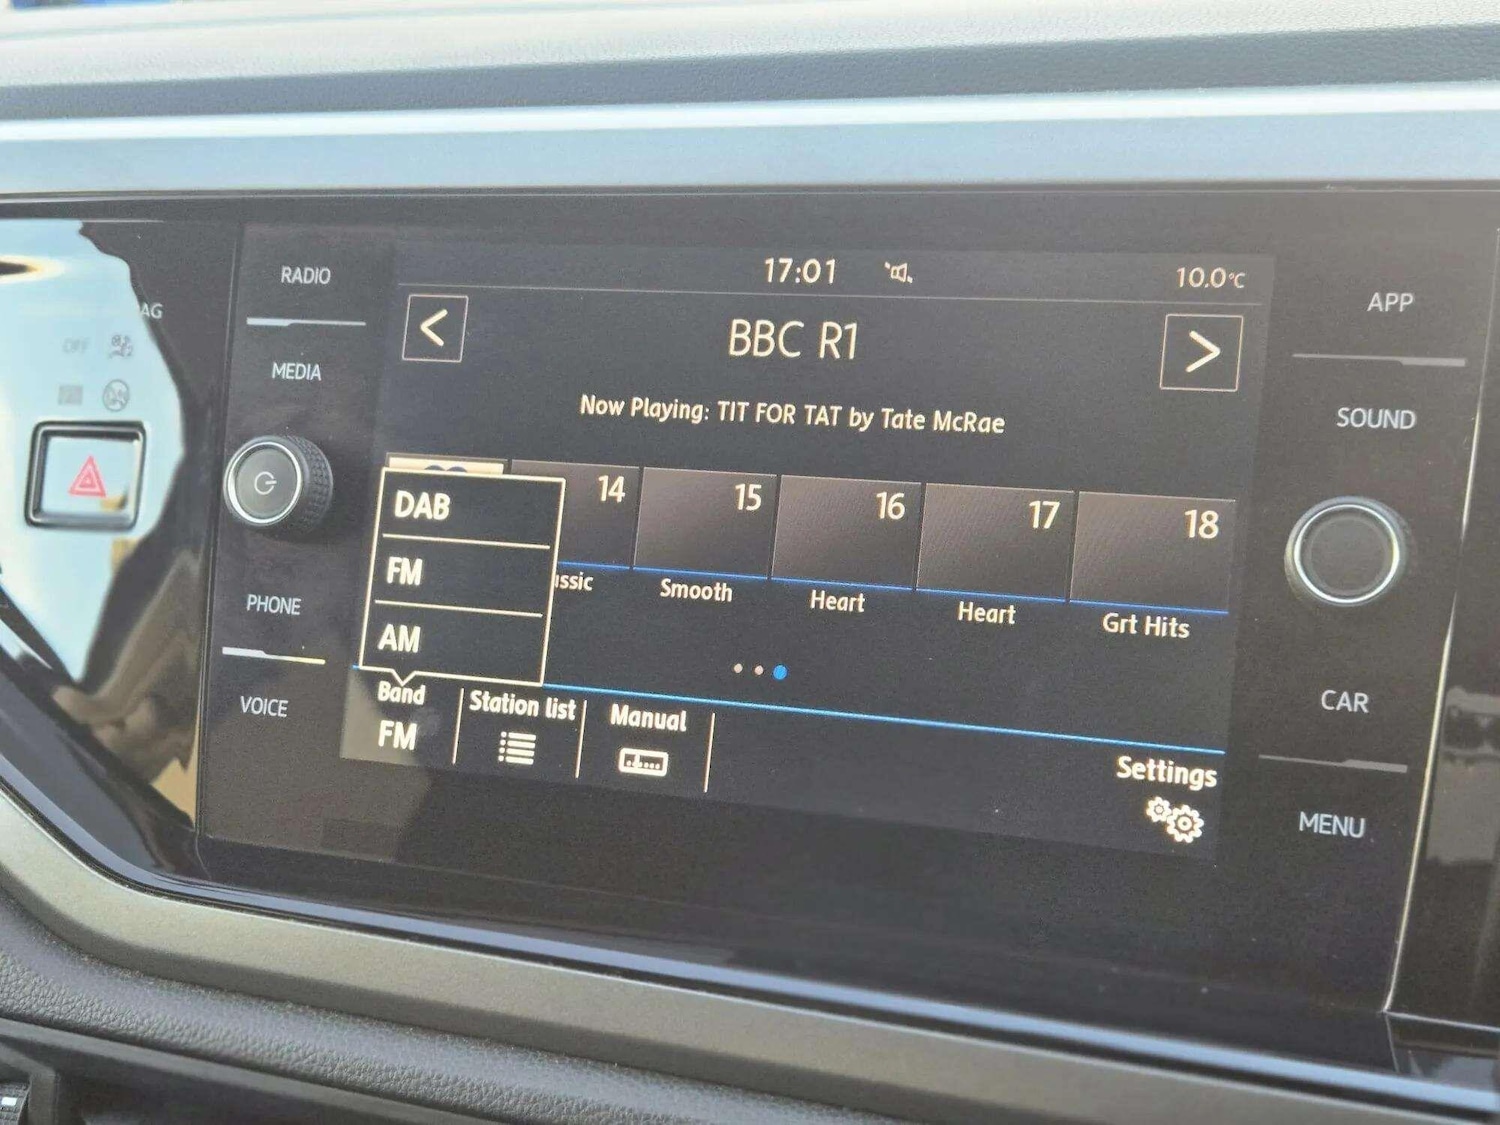 RADIO
MEDIA
PHONE
VOICE
AG
OFF
17:01
10.0°C
<
BBC R1
>
Now Playing: TIT FOR TAT by Tate McRae
14
15
16
17
18
ssic
Smooth
Heart
Heart
Grt Hits
DAB
FM
AM
Band
FM
Station list
Manual
Settings
APP
SOUND
CAR
MENU